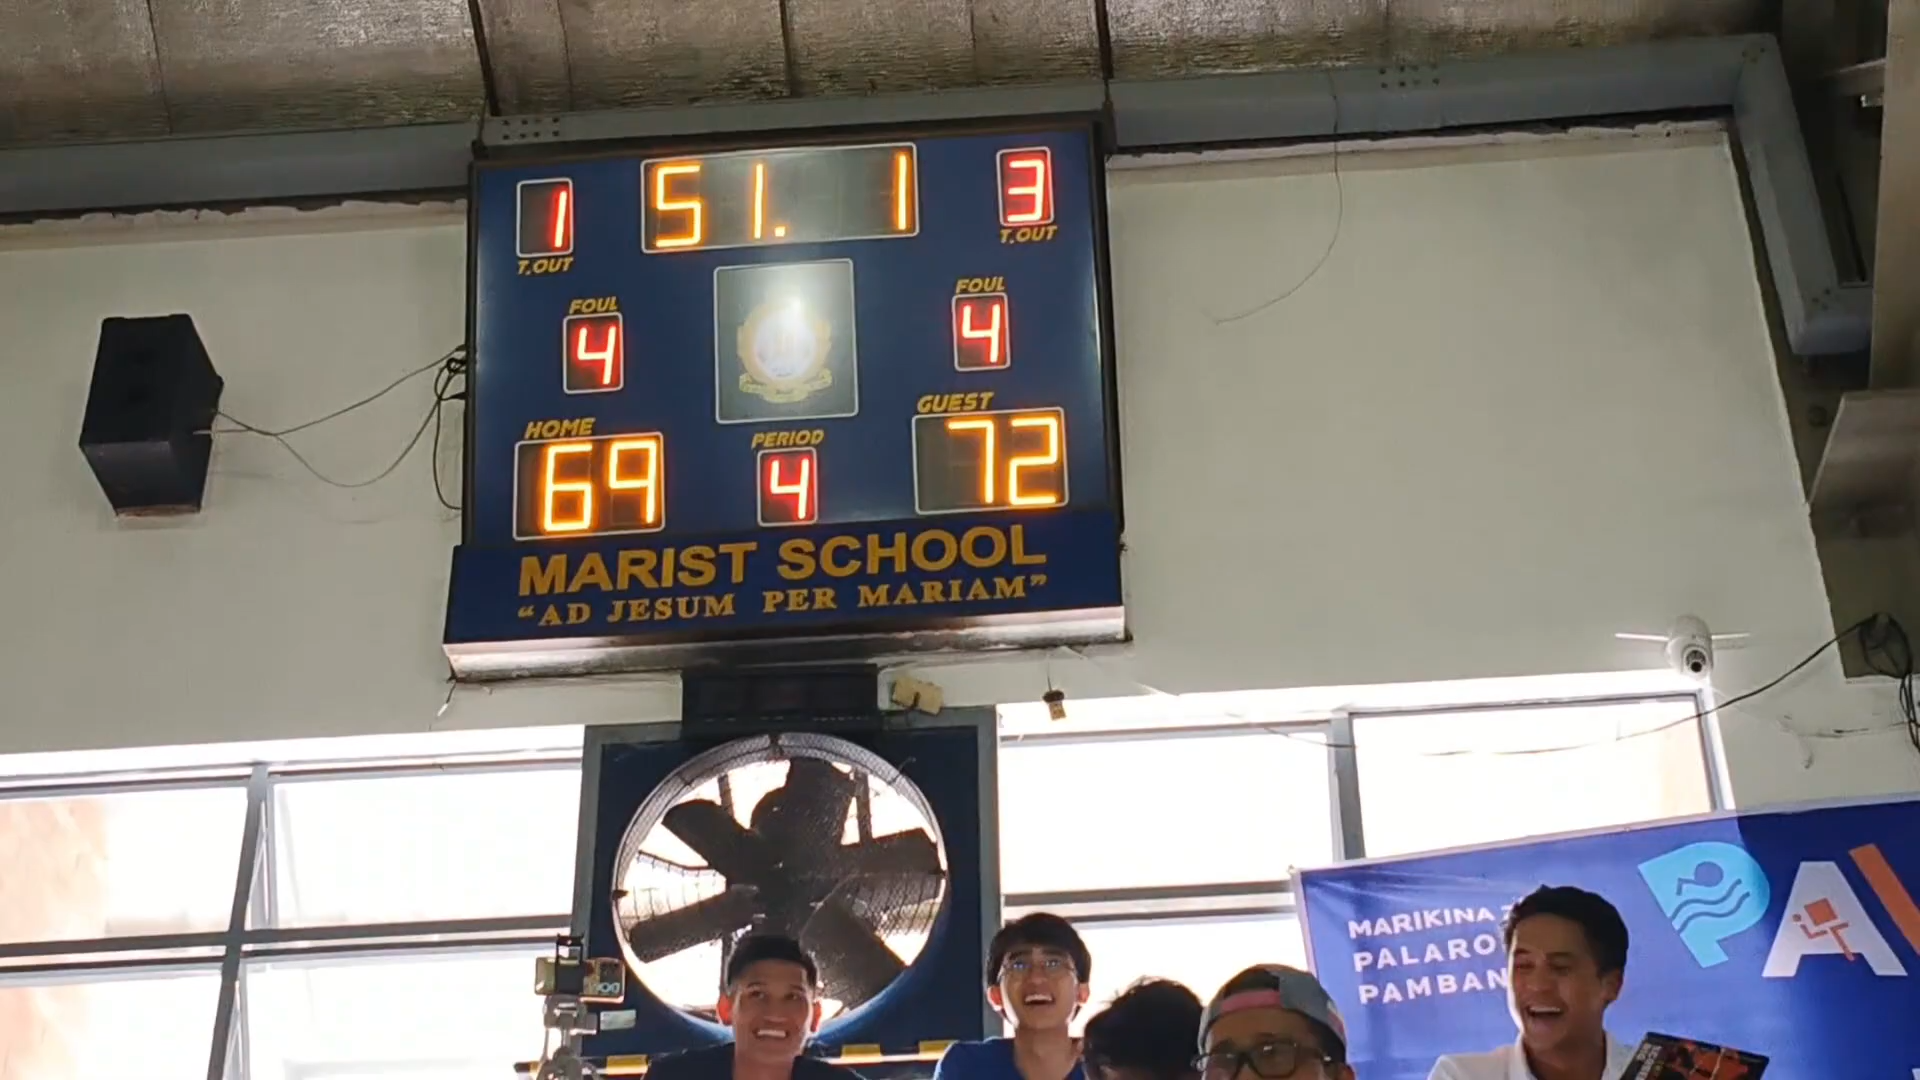 1 51. 1 3
T.OUT T.OUT
FOUL FOUL
4 4
HOME PERIOD GUEST
69 4 72
MARIST SCHOOL
"AD JESUM PER MARIAM"
PA
MARIKINA
PALARO